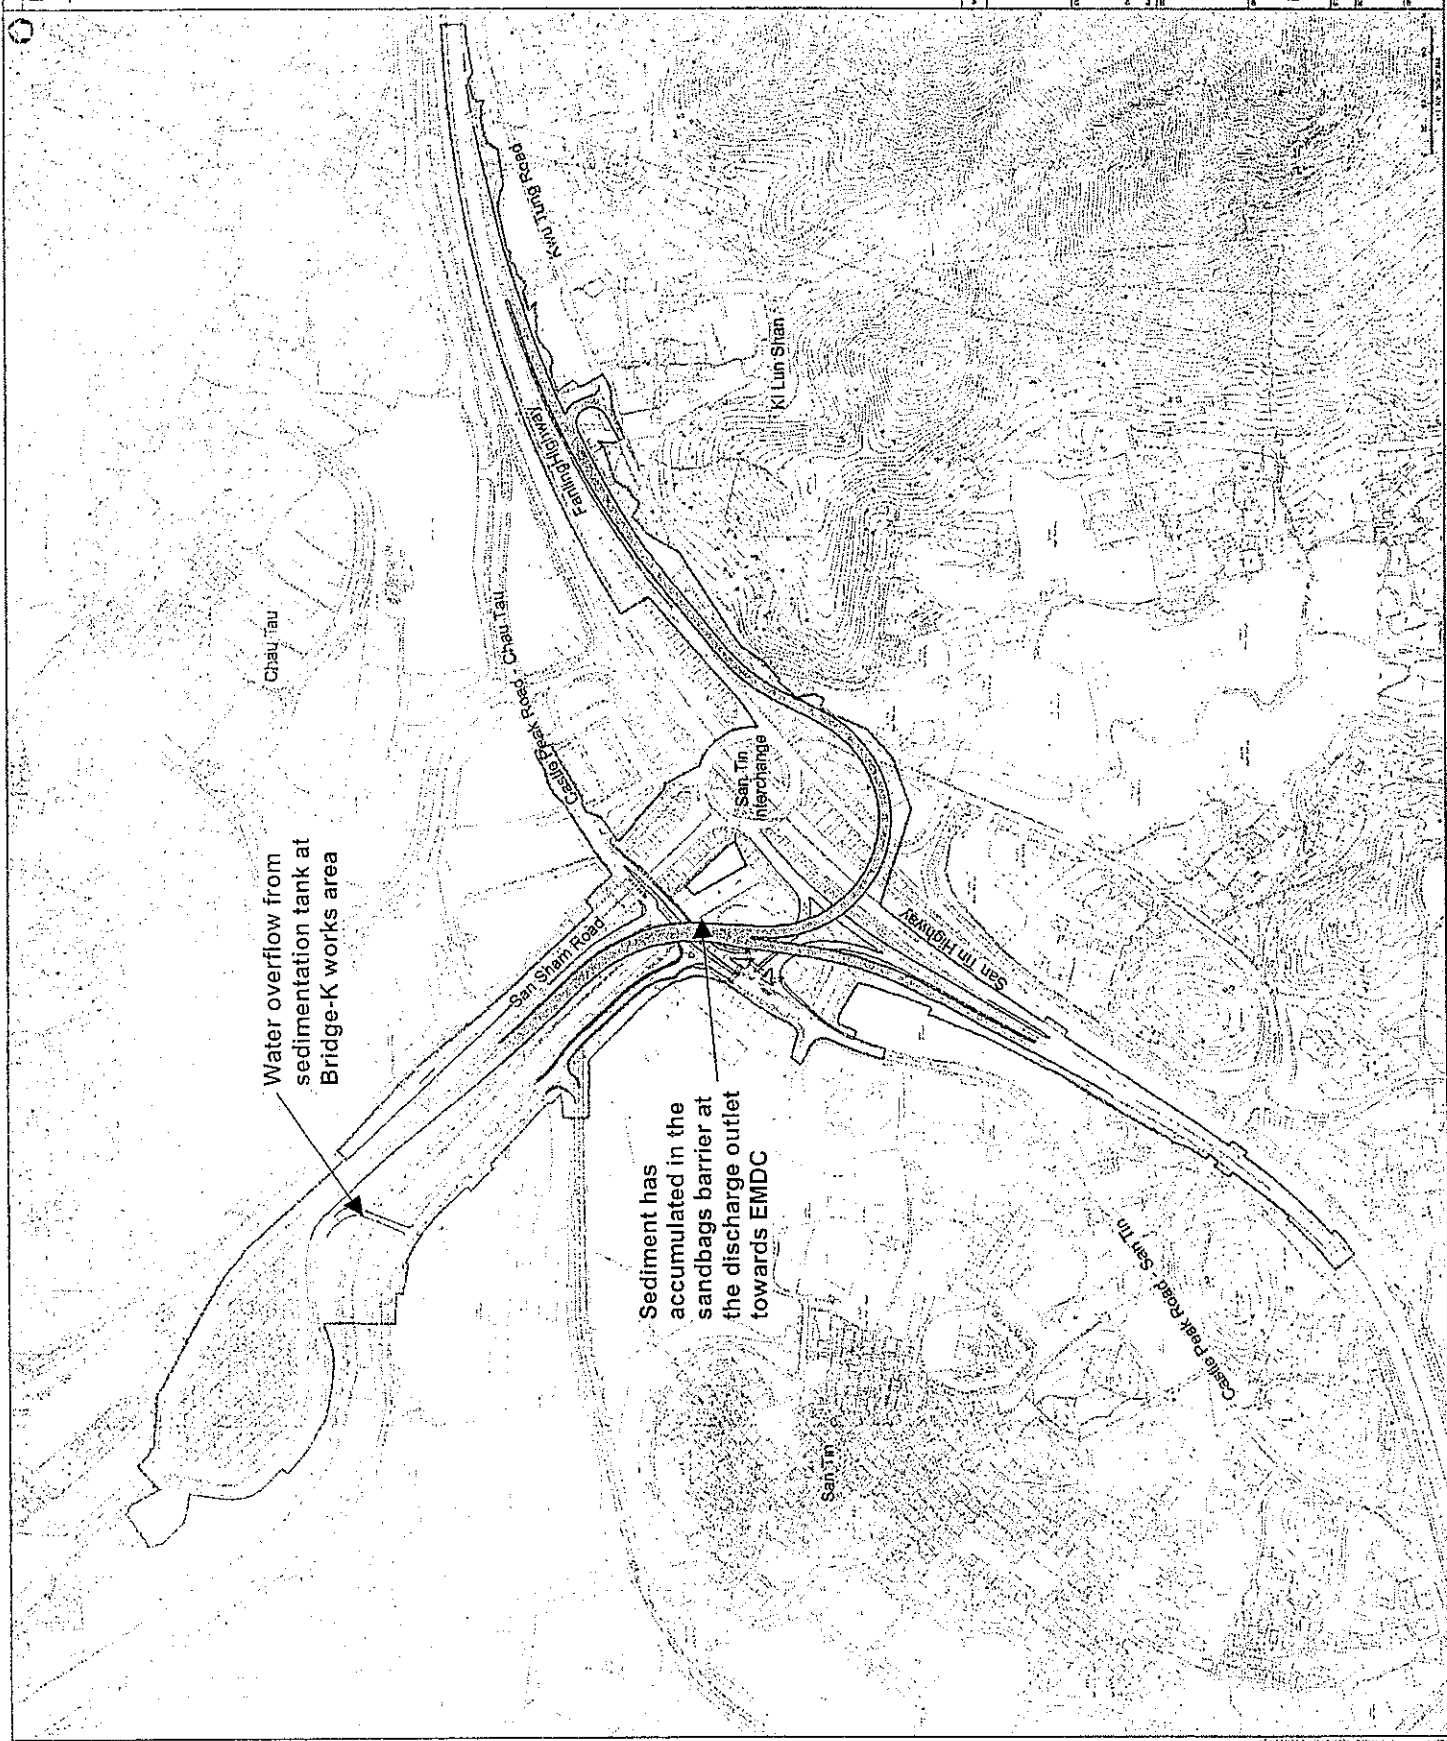 Kwu Tung Road
Fanling Highway
Ki Lun Shan
Chau Tau
Castle Peak Road - Chau Tau
San Tin
Interchange
Water overflow from
sedimentation tank at
Bridge-K works area
San Sham Road
San Tin Highway
Sediment has
accumulated in the
sandbags barrier at
the discharge outlet
towards EMDC
Castle Peak Road - San Tin
San Tin